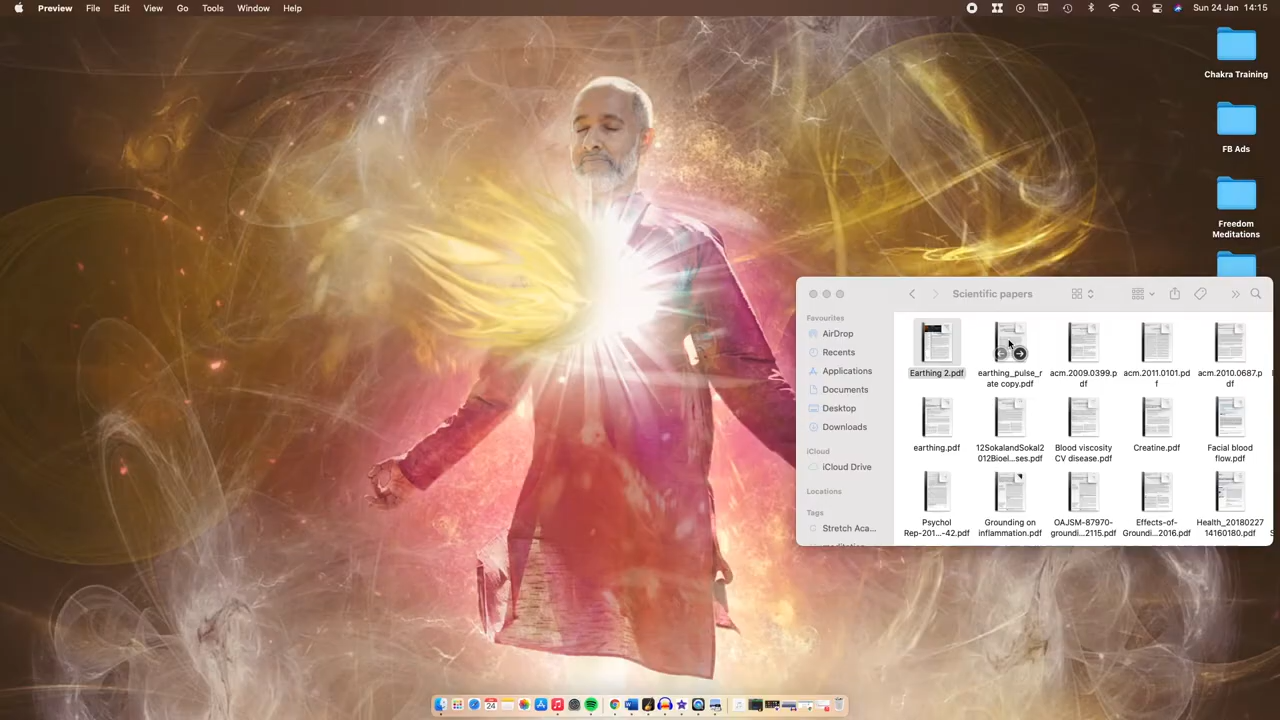 Preview File Edit View Go Tools Window Help
Sun 24 Jan 14:15
Chakra Training
FB Ads
Freedom
Meditations
Scientific papers
Favourites
AirDrop
Recents
Applications
Documents
Desktop
Downloads
iCloud
iCloud Drive
Locations
Tags
Stretch Aca...
Earthing 2.pdf
earthing_pulse_r
ate copy.pdf
acm.2009.0399.p
df
acm.2011.0101.pd
f
acm.2010.0687.p
df
earthing.pdf
12SokalandSokal2
012Bioel...ses.pdf
Blood viscosity
CV disease.pdf
Creatine.pdf
Facial blood
flow.pdf
Psychol
Rep-201...-42.pdf
Grounding on
inflammation.pdf
OAJSM-87970-
groundi...2115.pdf
Effects-of-
Groundi...2016.pdf
Health_20180227
14160180.pdf
24